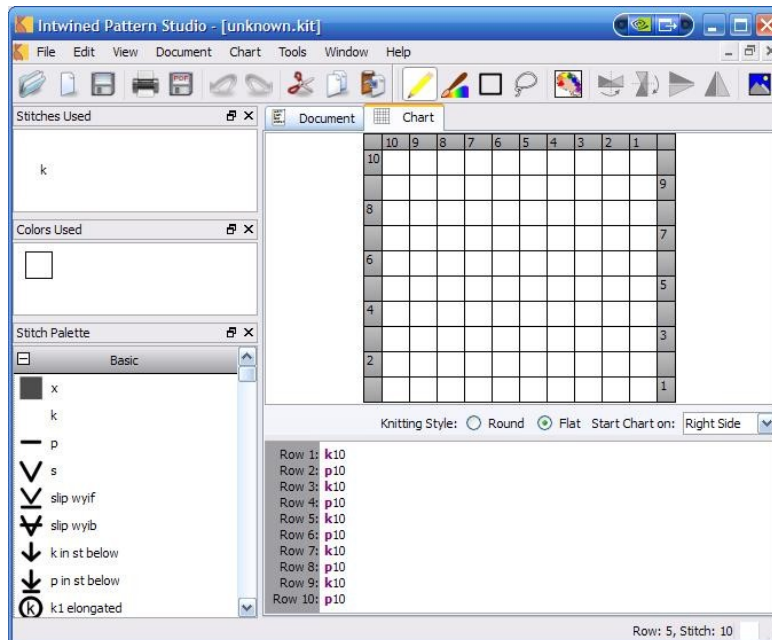 Intwined Pattern Studio - [unknown.kit]
File Edit View Document Chart Tools Window Help
PDF
Stitches Used
k
Colors Used
Stitch Palette
Basic
x
k
p
s
slip wyif
slip wyib
k in st below
p in st below
k k1 elongated
Document Chart
10 9 8 7 6 5 4 3 2 1
10
9
8
7
6
5
4
3
2
1
Knitting Style: Round Flat Start Chart on: Right Side
Row 1: k10
Row 2: p10
Row 3: k10
Row 4: p10
Row 5: k10
Row 6: p10
Row 7: k10
Row 8: p10
Row 9: k10
Row 10: p10
Row: 5, Stitch: 10